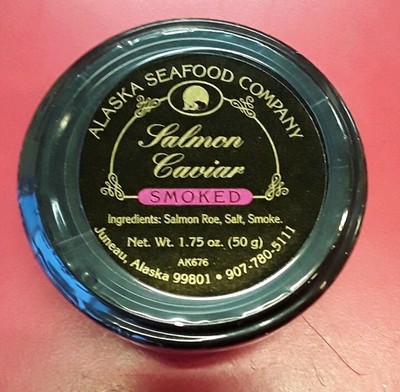 ALASKA SEAFOOD COMPANY
Salmon
Caviar
SMOKED
Ingredients: Salmon Roe, Salt, Smoke.
Net. Wt. 1.75 oz. (50 g)
AK676
Juneau, Alaska 99801 • 907-780-5111